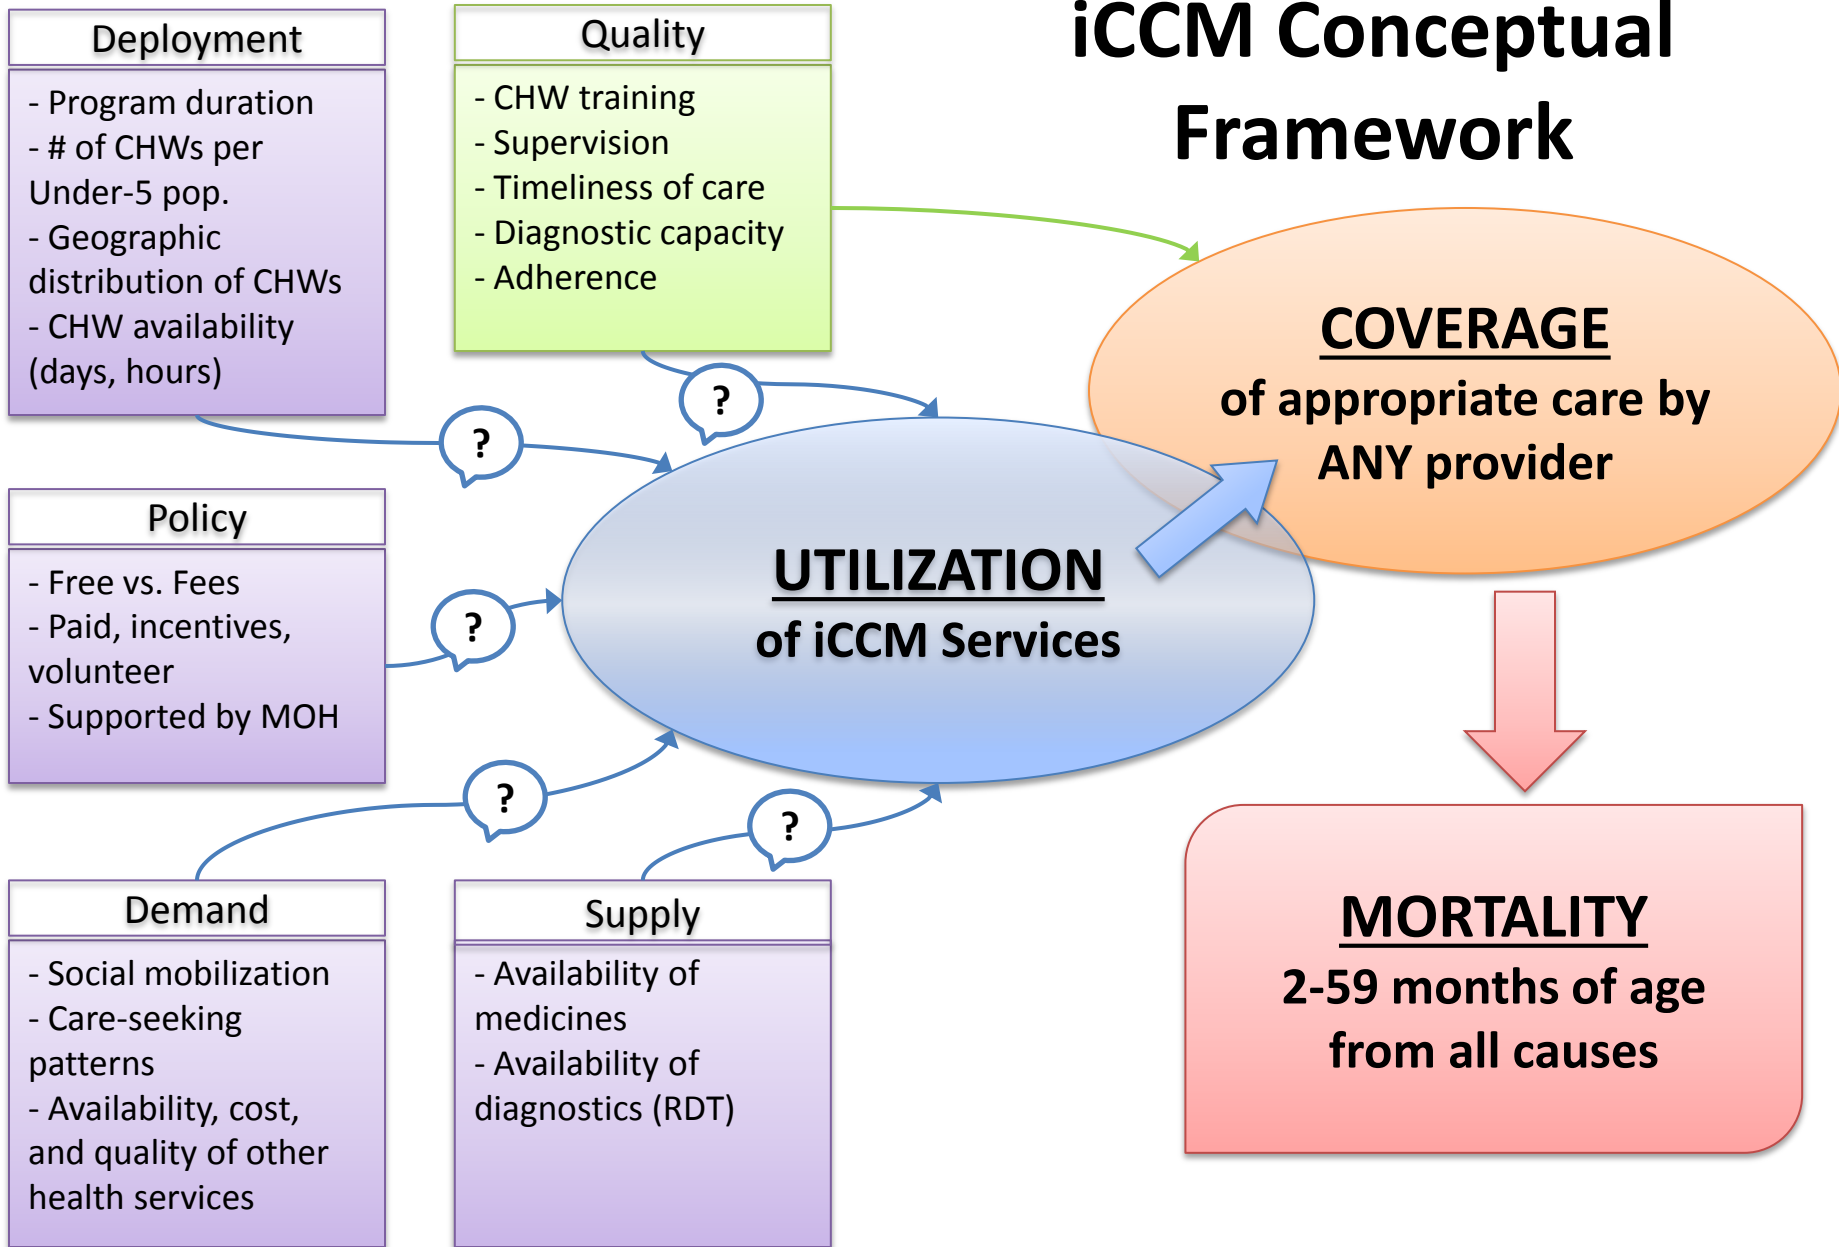 iCCM Conceptual
Framework
Deployment
- Program duration
- # of CHWs per
Under-5 pop.
- Geographic
distribution of CHWs
- CHW availability
(days, hours)
Quality
- CHW training
- Supervision
- Timeliness of care
- Diagnostic capacity
- Adherence
?
?
Policy
- Free vs. Fees
- Paid, incentives,
volunteer
- Supported by MOH
?
UTILIZATION
of iCCM Services
COVERAGE
of appropriate care by
ANY provider
?
?
Demand
- Social mobilization
- Care-seeking
patterns
- Availability, cost,
and quality of other
health services
Supply
- Availability of
medicines
- Availability of
diagnostics (RDT)
MORTALITY
2-59 months of age
from all causes